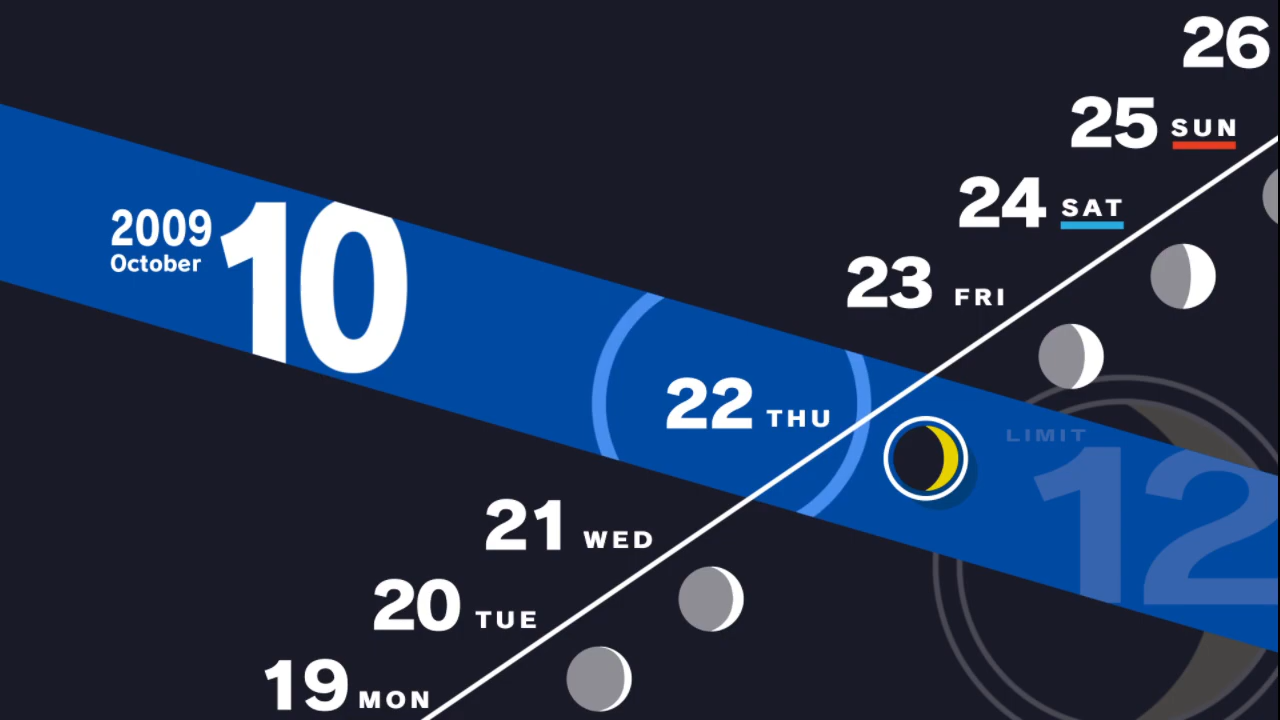 26
25 SUN
24 SAT
23 FRI
2009
October
10
22 THU
LIMIT
12
21 WED
20 TUE
19 MON